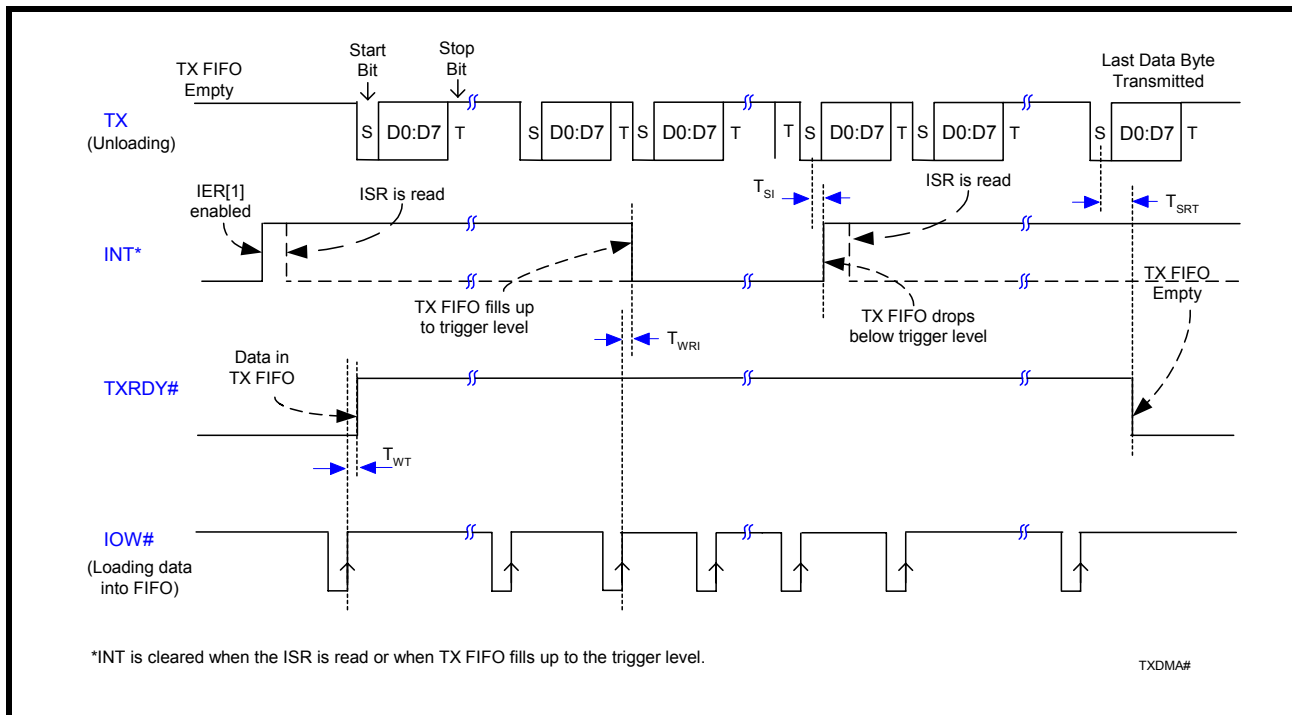 Start
Bit
Stop
Bit
TX FIFO
Empty
Last Data Byte
Transmitted
TX
(Unloading)
S D0:D7 T S D0:D7 T S D0:D7 T T S D0:D7 T S D0:D7 T S D0:D7 T
IER[1]
enabled
ISR is read
TSI
ISR is read
TSRT
INT*
TX FIFO fills up
to trigger level
TX FIFO drops
below trigger level
TX FIFO
Empty
TWRI
Data in
TX FIFO
TXRDY#
TWT
IOW#
(Loading data
into FIFO)
*INT is cleared when the ISR is read or when TX FIFO fills up to the trigger level.
TXDMA#